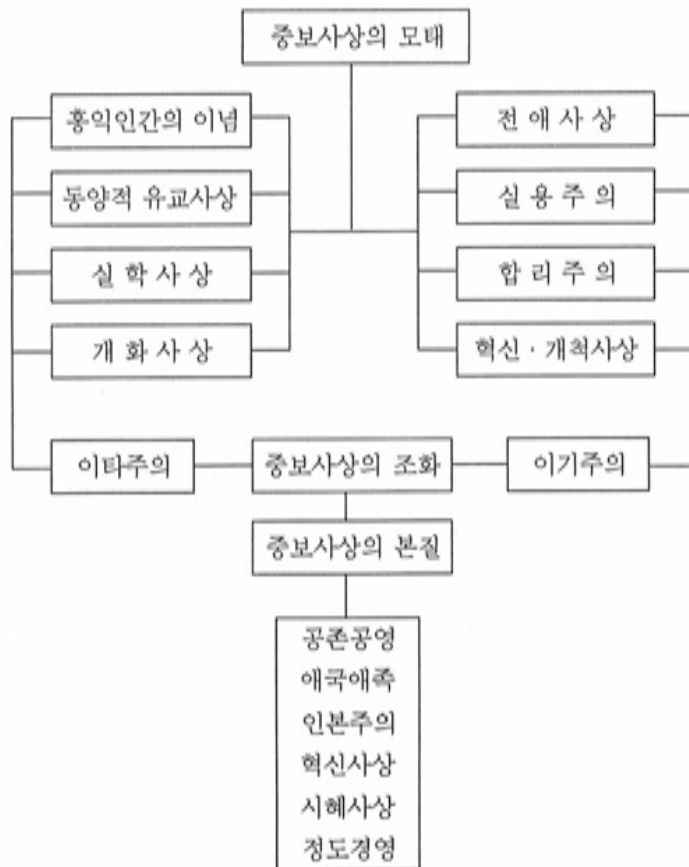 중보사상의 모태
홍익인간의 이념
전 애 사 상
동양적 유교사상
실 용 주 의
실 학 사 상
합 리 주 의
개 화 사 상
혁신 · 개척사상
이타주의
중보사상의 조화
이기주의
중보사상의 본질
공존공영
애국애족
인본주의
혁신사상
시혜사상
정도경영